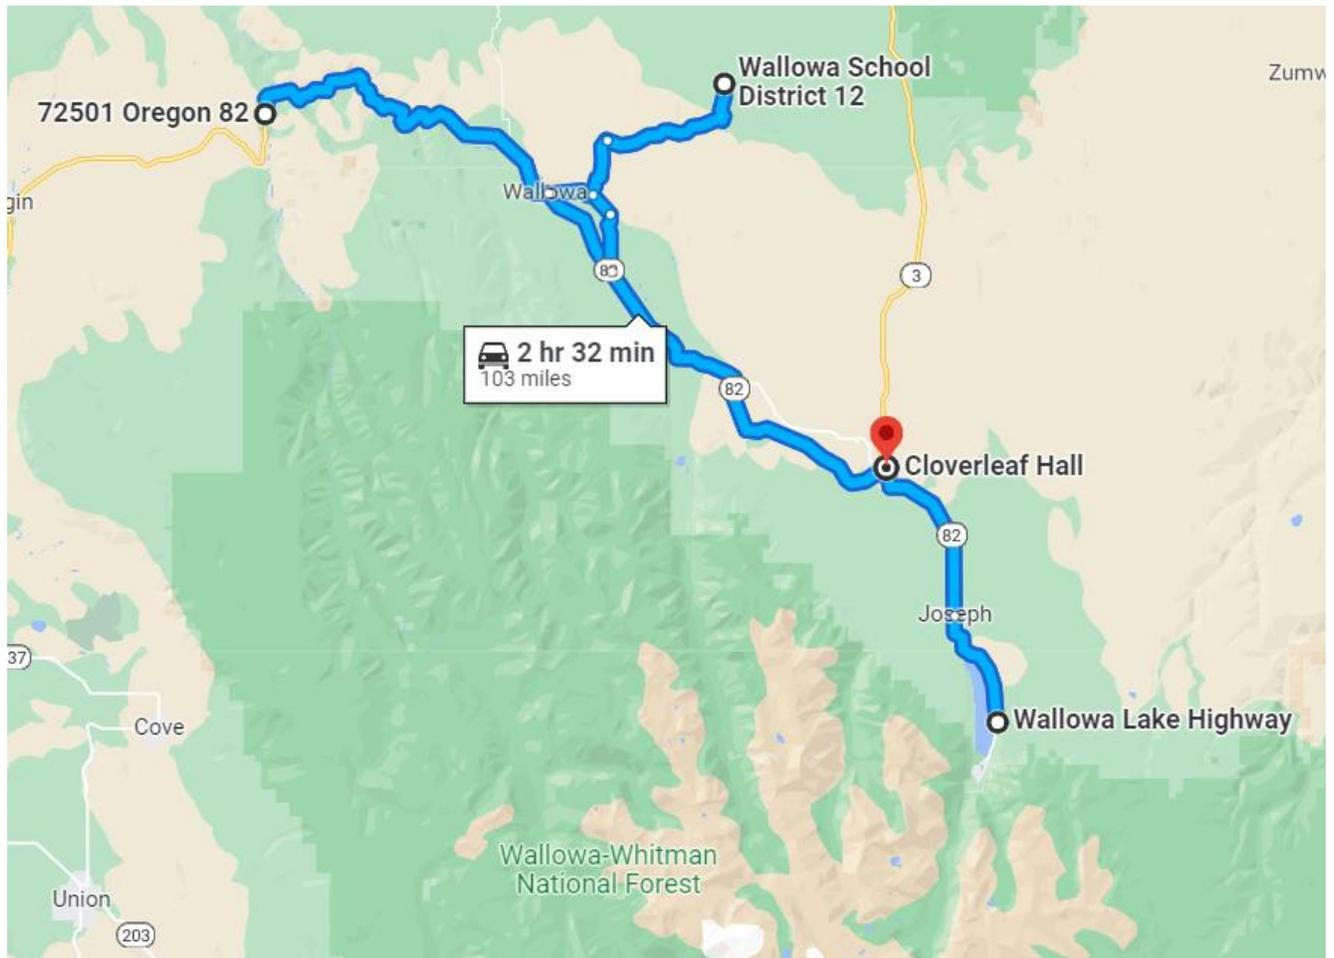 Wallowa School
District 12
Zumw
72501 Oregon 82
gin
Wallowa
3
2 hr 32 min
103 miles
82
Cloverleaf Hall
82
Joseph
37
Wallowa Lake Highway
Cove
Wallowa-Whitman
National Forest
Union
203